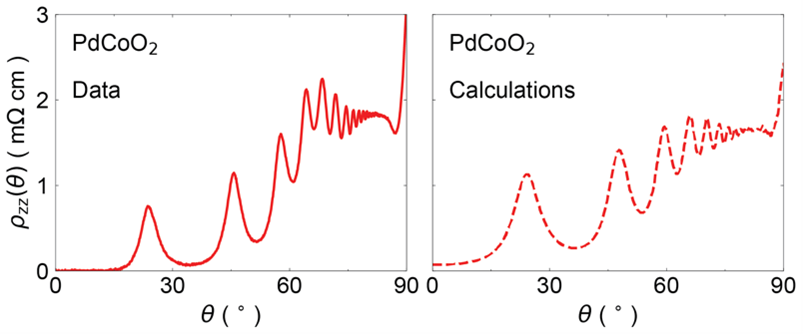 3
2
1
0
ρzz(θ) ( mΩ cm )
PdCoO₂
Data
0 30 60 90
θ ( ° )
PdCoO₂
Calculations
0 30 60 90
θ ( ° )